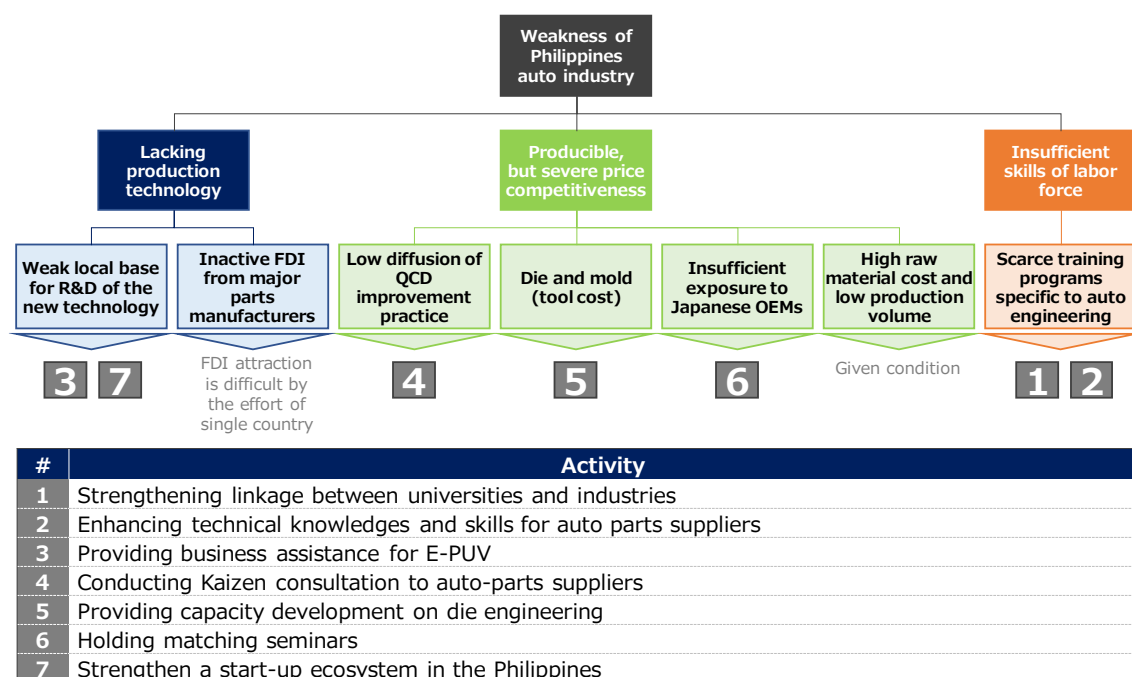 Weakness of
Philippines
auto industry
Lacking
production
technology
Producible,
but severe price
competitiveness
Insufficient
skills of labor
force
Weak local base
for R&D of the
new technology
Inactive FDI
from major
parts
manufacturers
Low diffusion of
QCD
improvement
practice
Die and mold
(tool cost)
Insufficient
exposure to
Japanese OEMs
High raw
material cost and
low production
volume
Scarce training
programs
specific to auto
engineering
3 7
FDI attraction
is difficult by
the effort of
single country
4
5
6
Given condition
1 2
# Activity
1 Strengthening linkage between universities and industries
2 Enhancing technical knowledges and skills for auto parts suppliers
3 Providing business assistance for E-PUV
4 Conducting Kaizen consultation to auto-parts suppliers
5 Providing capacity development on die engineering
6 Holding matching seminars
7 Strengthen a start-up ecosystem in the Philippines